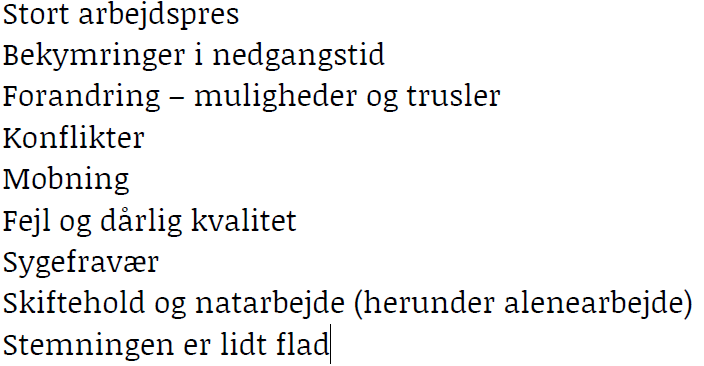 Stort arbejdspres
Bekymringer i nedgangstid
Forandring – muligheder og trusler
Konflikter
Mobning
Fejl og dårlig kvalitet
Sygefravær
Skiftehold og natarbejde (herunder alenearbejde)
Stemningen er lidt flad